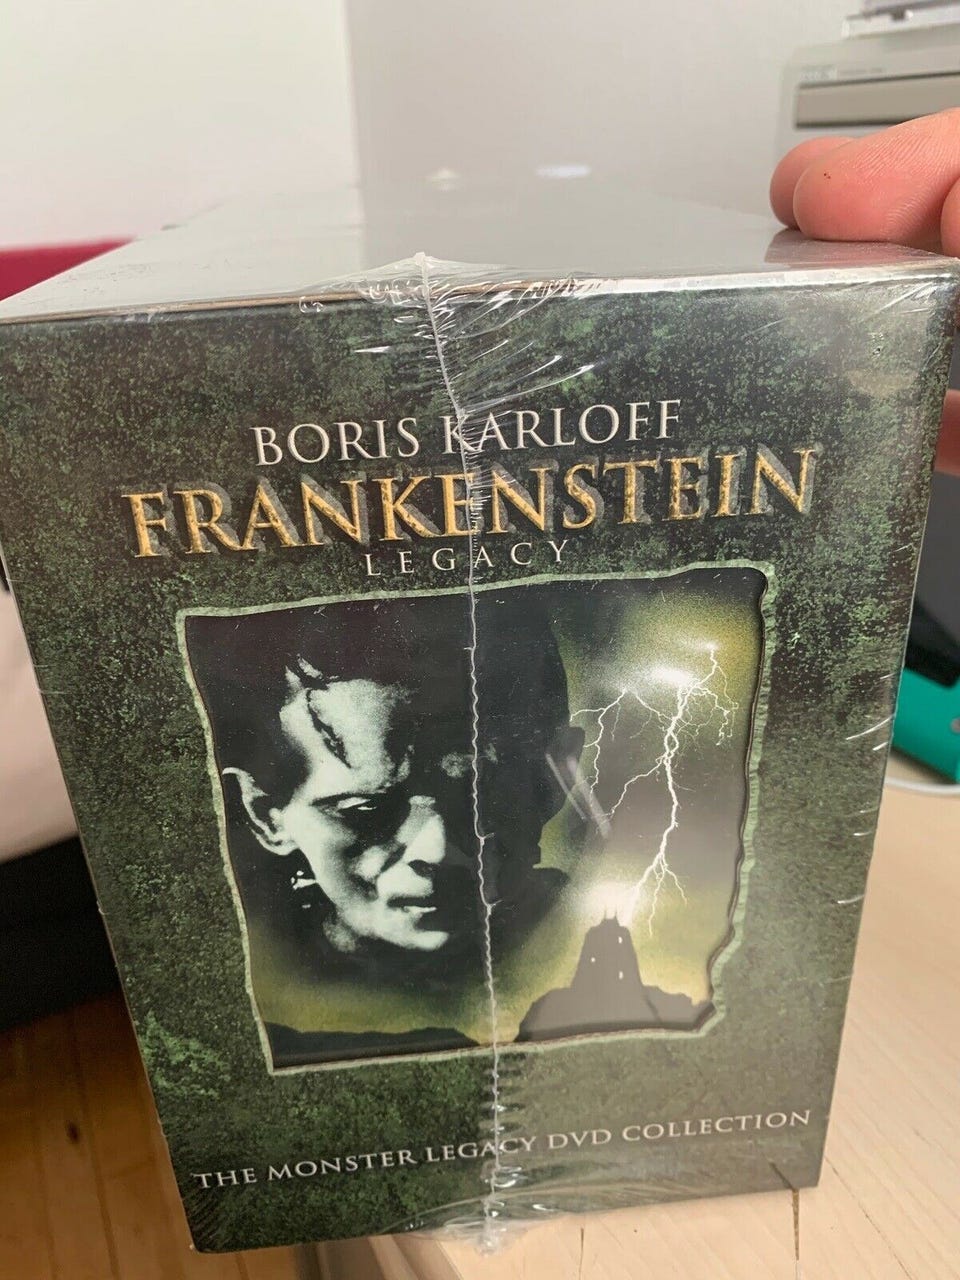 BORIS KARLOFF
FRANKENSTEIN
LEGACY
THE MONSTER LEGACY DVD COLLECTION